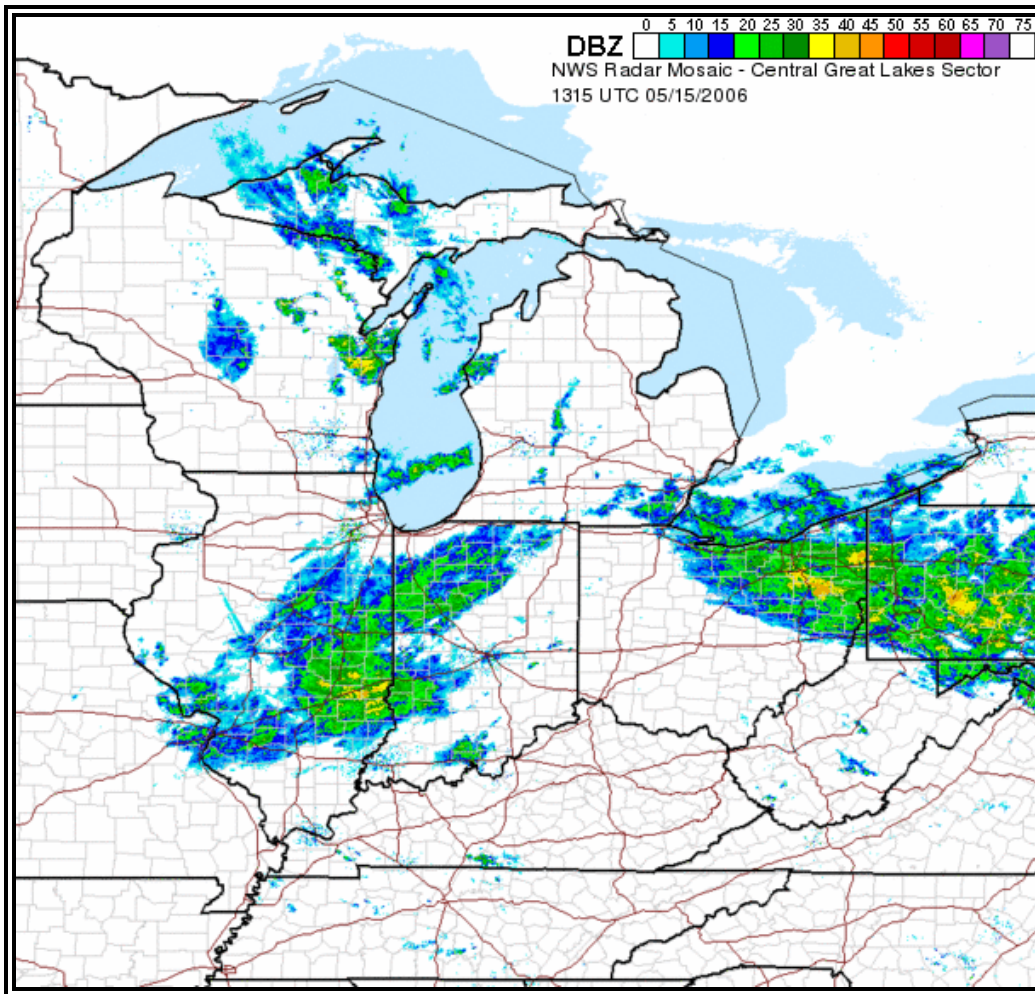 0 5 10 15 20 25 30 35 40 45 50 55 60 65 70 75
DBZ
NWS Radar Mosaic - Central Great Lakes Sector
1315 UTC 05/15/2006